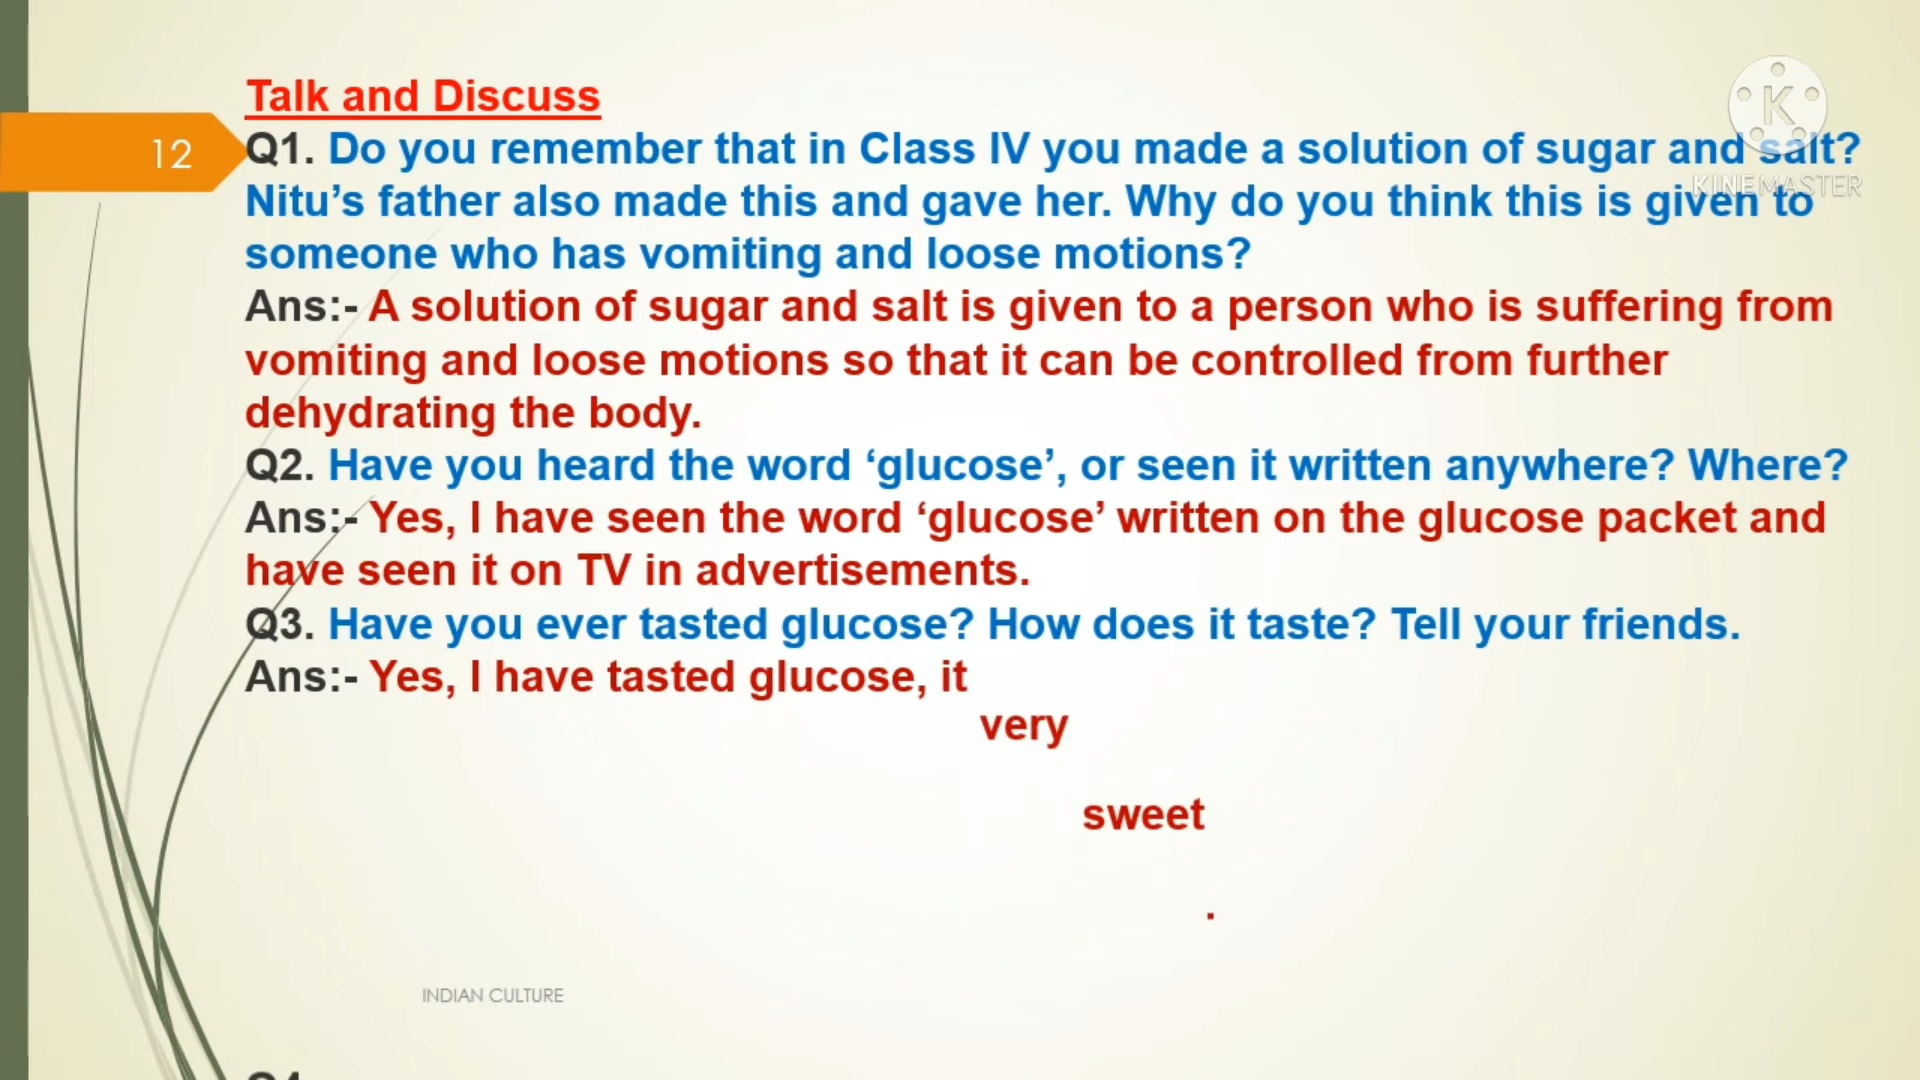 Talk and Discuss
12
Q1. Do you remember that in Class IV you made a solution of sugar and salt?
Nitu’s father also made this and gave her. Why do you think this is given to
someone who has vomiting and loose motions?
Ans:- A solution of sugar and salt is given to a person who is suffering from
vomiting and loose motions so that it can be controlled from further
dehydrating the body.
Q2. Have you heard the word ‘glucose’, or seen it written anywhere? Where?
Ans:- Yes, I have seen the word ‘glucose’ written on the glucose packet and
have seen it on TV in advertisements.
Q3. Have you ever tasted glucose? How does it taste? Tell your friends.
Ans:- Yes, I have tasted glucose, it
very
sweet
.
INDIAN CULTURE
K
KINEMASTER